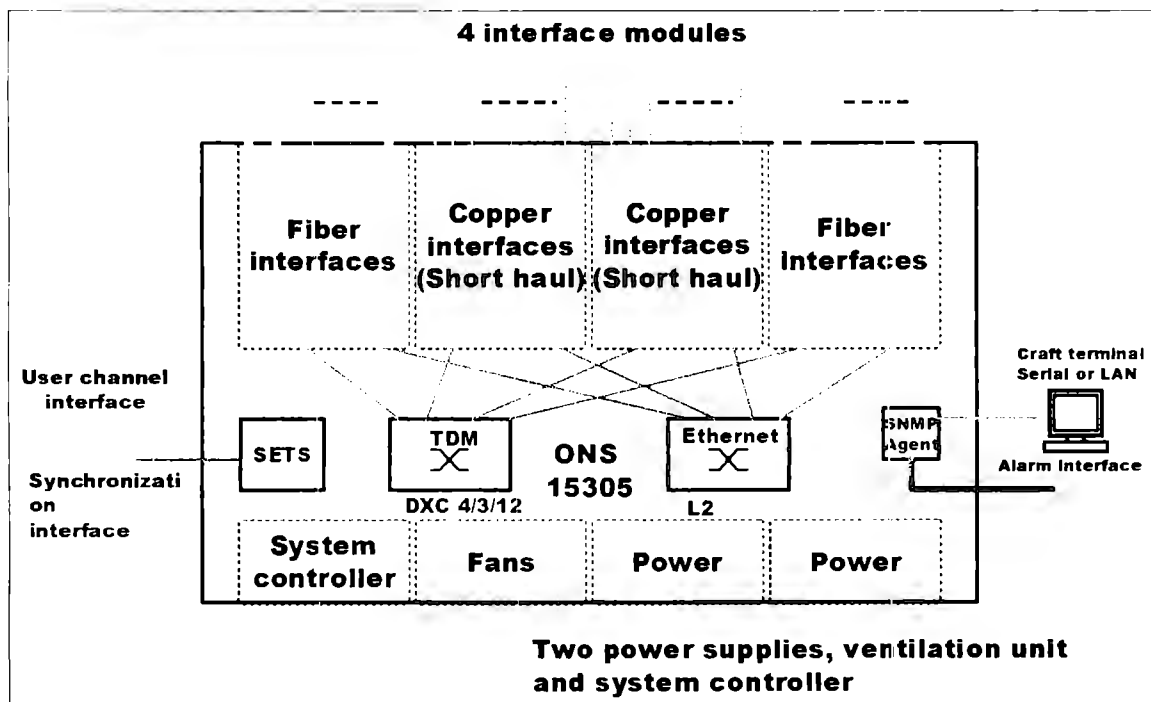 4 interface modules
Fiber
interfaces
Copper
interfaces
(Short haul)
Copper
interfaces
(Short haul)
Fiber
interfaces
User channel
interface
Craft terminal
Serial or LAN
SETS
TDM
DXC 4/3/12
ONS
15305
Ethernet
L2
SNMP
Agent
Alarm Interface
Synchronizati
on
interface
System
controller
Fans
Power
Power
Two power supplies, ventilation unit
and system controller